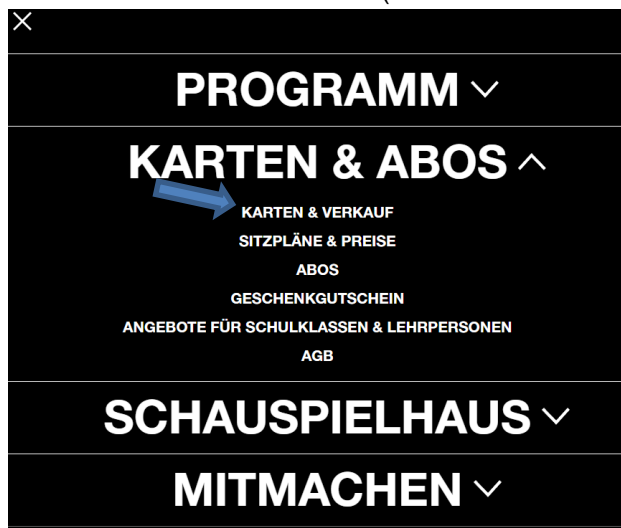 PROGRAMM
KARTEN & ABOS
KARTEN & VERKAUF
SITZPLÄNE & PREISE
ABOS
GESCHENKGUTSCHEIN
ANGEBOTE FÜR SCHULKLASSEN & LEHRPERSONEN
AGB
SCHAUSPIELHAUS
MITMACHEN